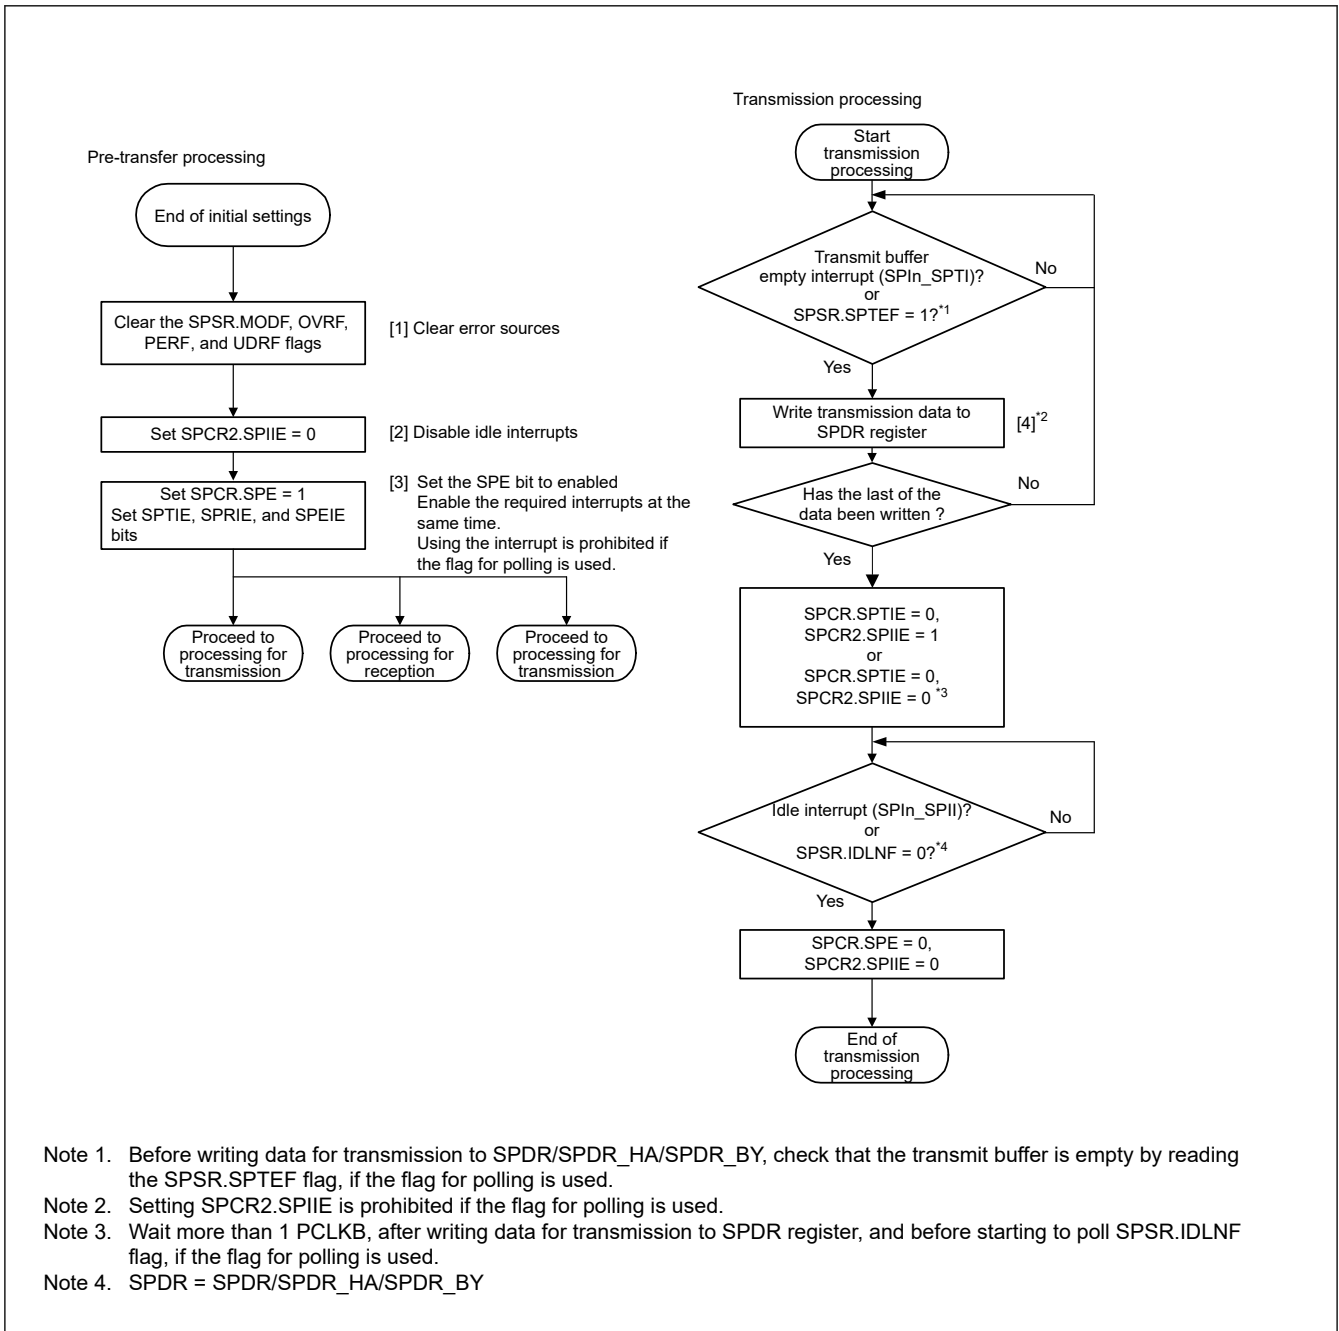 Pre-transfer processing
End of initial settings
Clear the SPSR.MODF, OVRF,
PERF, and UDRF flags
[1] Clear error sources
Set SPCR2.SPIIE = 0
[2] Disable idle interrupts
Set SPCR.SPE = 1
Set SPTIE, SPRIE, and SPEIE
bits
[3] Set the SPE bit to enabled
Enable the required interrupts at the
same time.
Using the interrupt is prohibited if
the flag for polling is used.
Proceed to
processing for
transmission
Proceed to
processing for
reception
Proceed to
processing for
transmission
Transmission processing
Start
transmission
processing
Transmit buffer
empty interrupt (SPIn_SPTI)?
or
SPSR.SPTEF = 1?*1
No
Yes
Write transmission data to
SPDR register
[4]*2
Has the last of the
data been written ?
No
Yes
SPCR.SPTIE = 0,
SPCR2.SPIIE = 1
or
SPCR.SPTIE = 0,
SPCR2.SPIIE = 0 *3
Idle interrupt (SPIn_SPII)?
or
SPSR.IDLNF = 0?*4
No
Yes
SPCR.SPE = 0,
SPCR2.SPIIE = 0
End of
transmission
processing
Note 1. Before writing data for transmission to SPDR/SPDR_HA/SPDR_BY, check that the transmit buffer is empty by reading
the SPSR.SPTEF flag, if the flag for polling is used.
Note 2. Setting SPCR2.SPIIE is prohibited if the flag for polling is used.
Note 3. Wait more than 1 PCLKB, after writing data for transmission to SPDR register, and before starting to poll SPSR.IDLNF
flag, if the flag for polling is used.
Note 4. SPDR = SPDR/SPDR_HA/SPDR_BY